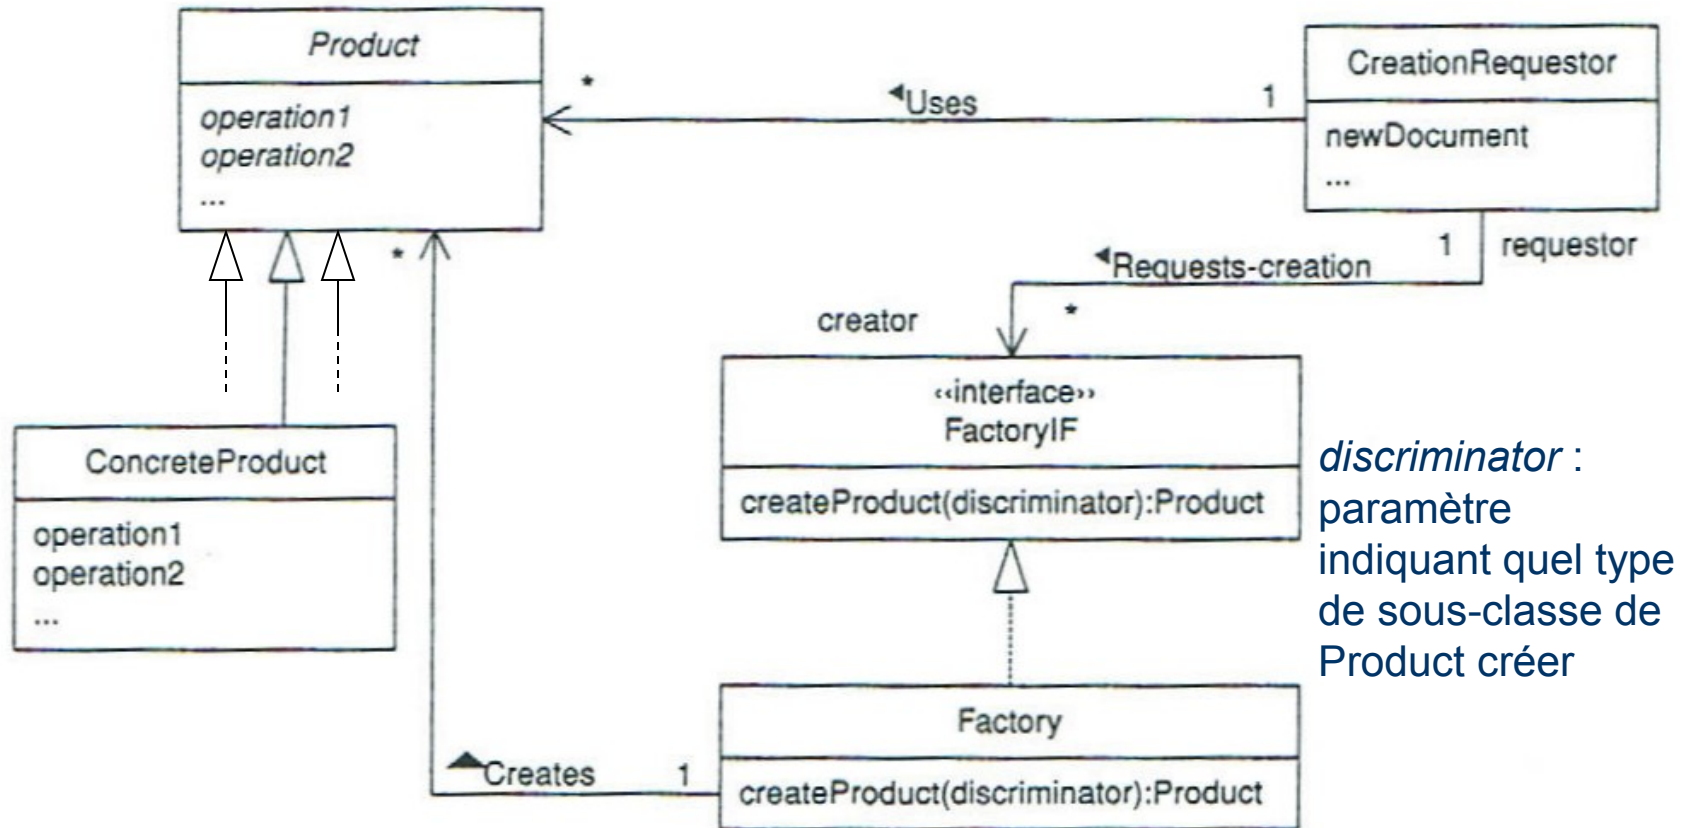 Product
operation1
operation2
...
*
◄Uses
1
CreationRequestor
newDocument
...
1
requestor
◄Requests-creation
*
*
creator
‹‹interface››
FactoryIF
createProduct(discriminator):Product
ConcreteProduct
operation1
operation2
...
discriminator :
paramètre
indiquant quel type
de sous-classe de
Product créer
Factory
createProduct(discriminator):Product
▲Creates
1